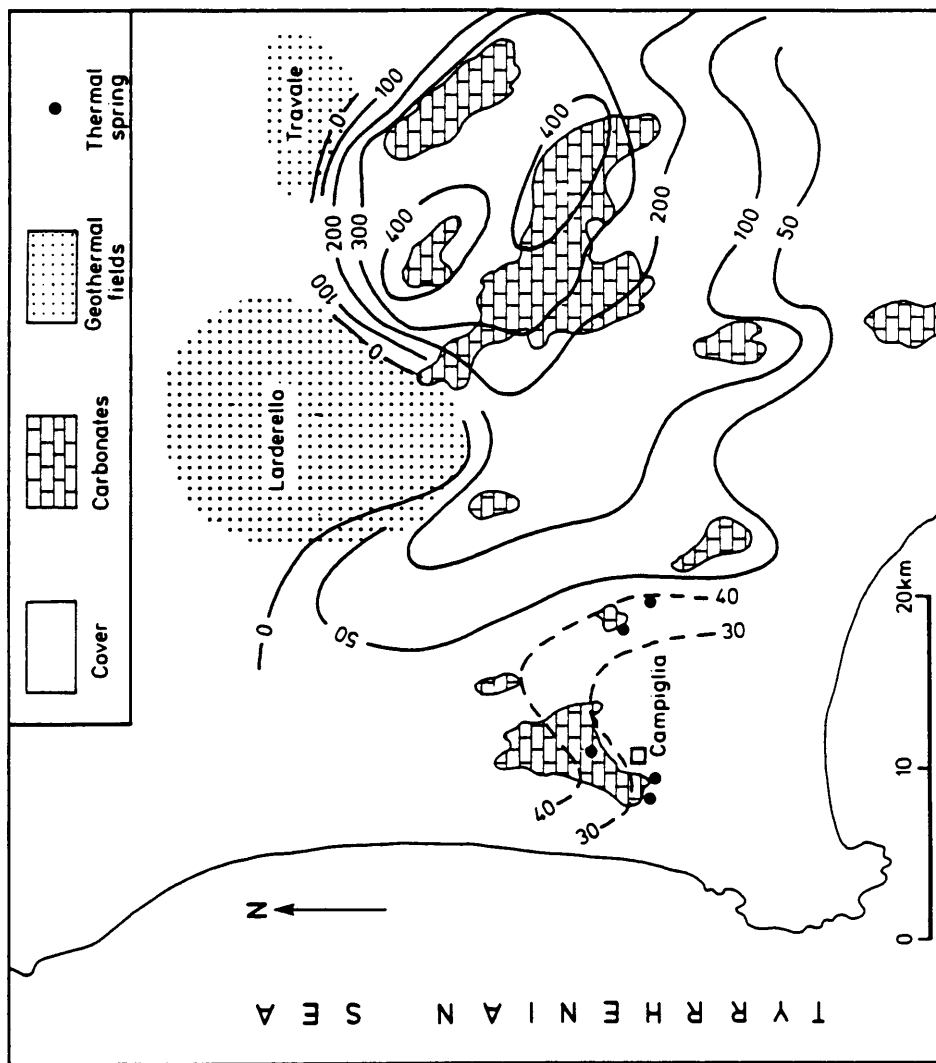 Cover
Carbonates
Geothermal
fields
Thermal
spring
Travale
Larderello
0
100
200
300
400
400
200
100
50
100
0
0
50
40
30
40
30
Campiglia
N
TYRRHENIAN SEA
0
10
20km